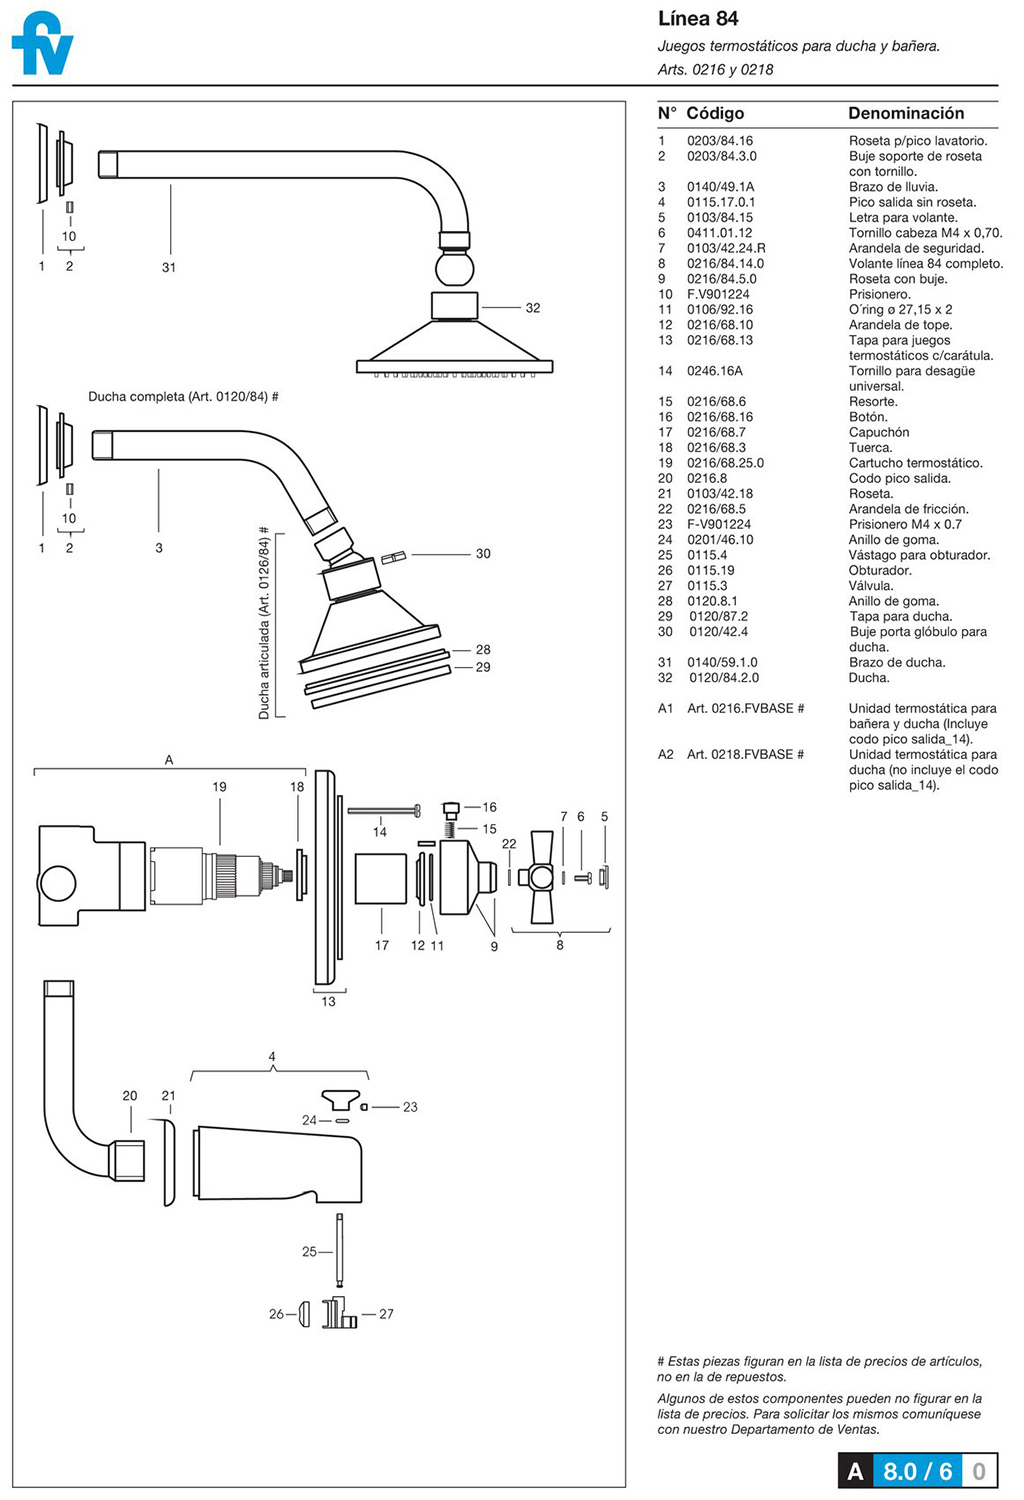 fv
Línea 84
Juegos termostáticos para ducha y bañera.
Arts. 0216 y 0218
N° Código Denominación
1 0203/84.16 Roseta p/pico lavatorio.
2 0203/84.3.0 Buje soporte de roseta
con tornillo.
3 0140/49.1A Brazo de lluvia.
4 0115.17.0.1 Pico salida sin roseta.
5 0103/84.15 Letra para volante.
6 0411.01.12 Tornillo cabeza M4 x 0,70.
7 0103/42.24.R Arandela de seguridad.
8 0216/84.14.0 Volante línea 84 completo.
9 0216/84.5.0 Roseta con buje.
10 F.V901224 Prisionero.
11 0106/92.16 O´ring ø 27,15 x 2
12 0216/68.10 Arandela de tope.
13 0216/68.13 Tapa para juegos
termostáticos c/carátula.
14 0246.16A Tornillo para desagüe
universal.
15 0216/68.6 Resorte.
16 0216/68.16 Botón.
17 0216/68.7 Capuchón
18 0216/68.3 Tuerca.
19 0216/68.25.0 Cartucho termostático.
20 0216.8 Codo pico salida.
21 0103/42.18 Roseta.
22 0216/68.5 Arandela de fricción.
23 F-V901224 Prisionero M4 x 0.7
24 0201/46.10 Anillo de goma.
25 0115.4 Vástago para obturador.
26 0115.19 Obturador.
27 0115.3 Válvula.
28 0120.8.1 Anillo de goma.
29 0120/87.2 Tapa para ducha.
30 0120/42.4 Buje porta glóbulo para
ducha.
31 0140/59.1.0 Brazo de ducha.
32 0120/84.2.0 Ducha.
A1 Art. 0216.FVBASE # Unidad termostática para
bañera y ducha (Incluye
codo pico salida_14).
A2 Art. 0218.FVBASE # Unidad termostática para
ducha (no incluye el codo
pico salida_14).
10
1 2 31
32
Ducha completa (Art. 0120/84) #
10
1 2 3
30
Ducha articulada (Art. 0126/84) #
28
29
A
19 18
14
16
15
22 7 6 5
17 12 11 9 8
13
4
20 21
23
24
25
26 27
# Estas piezas figuran en la lista de precios de artículos,
no en la de repuestos.
Algunos de estos componentes pueden no figurar en la
lista de precios. Para solicitar los mismos comuníquese
con nuestro Departamento de Ventas.
A 8.0 / 6 0